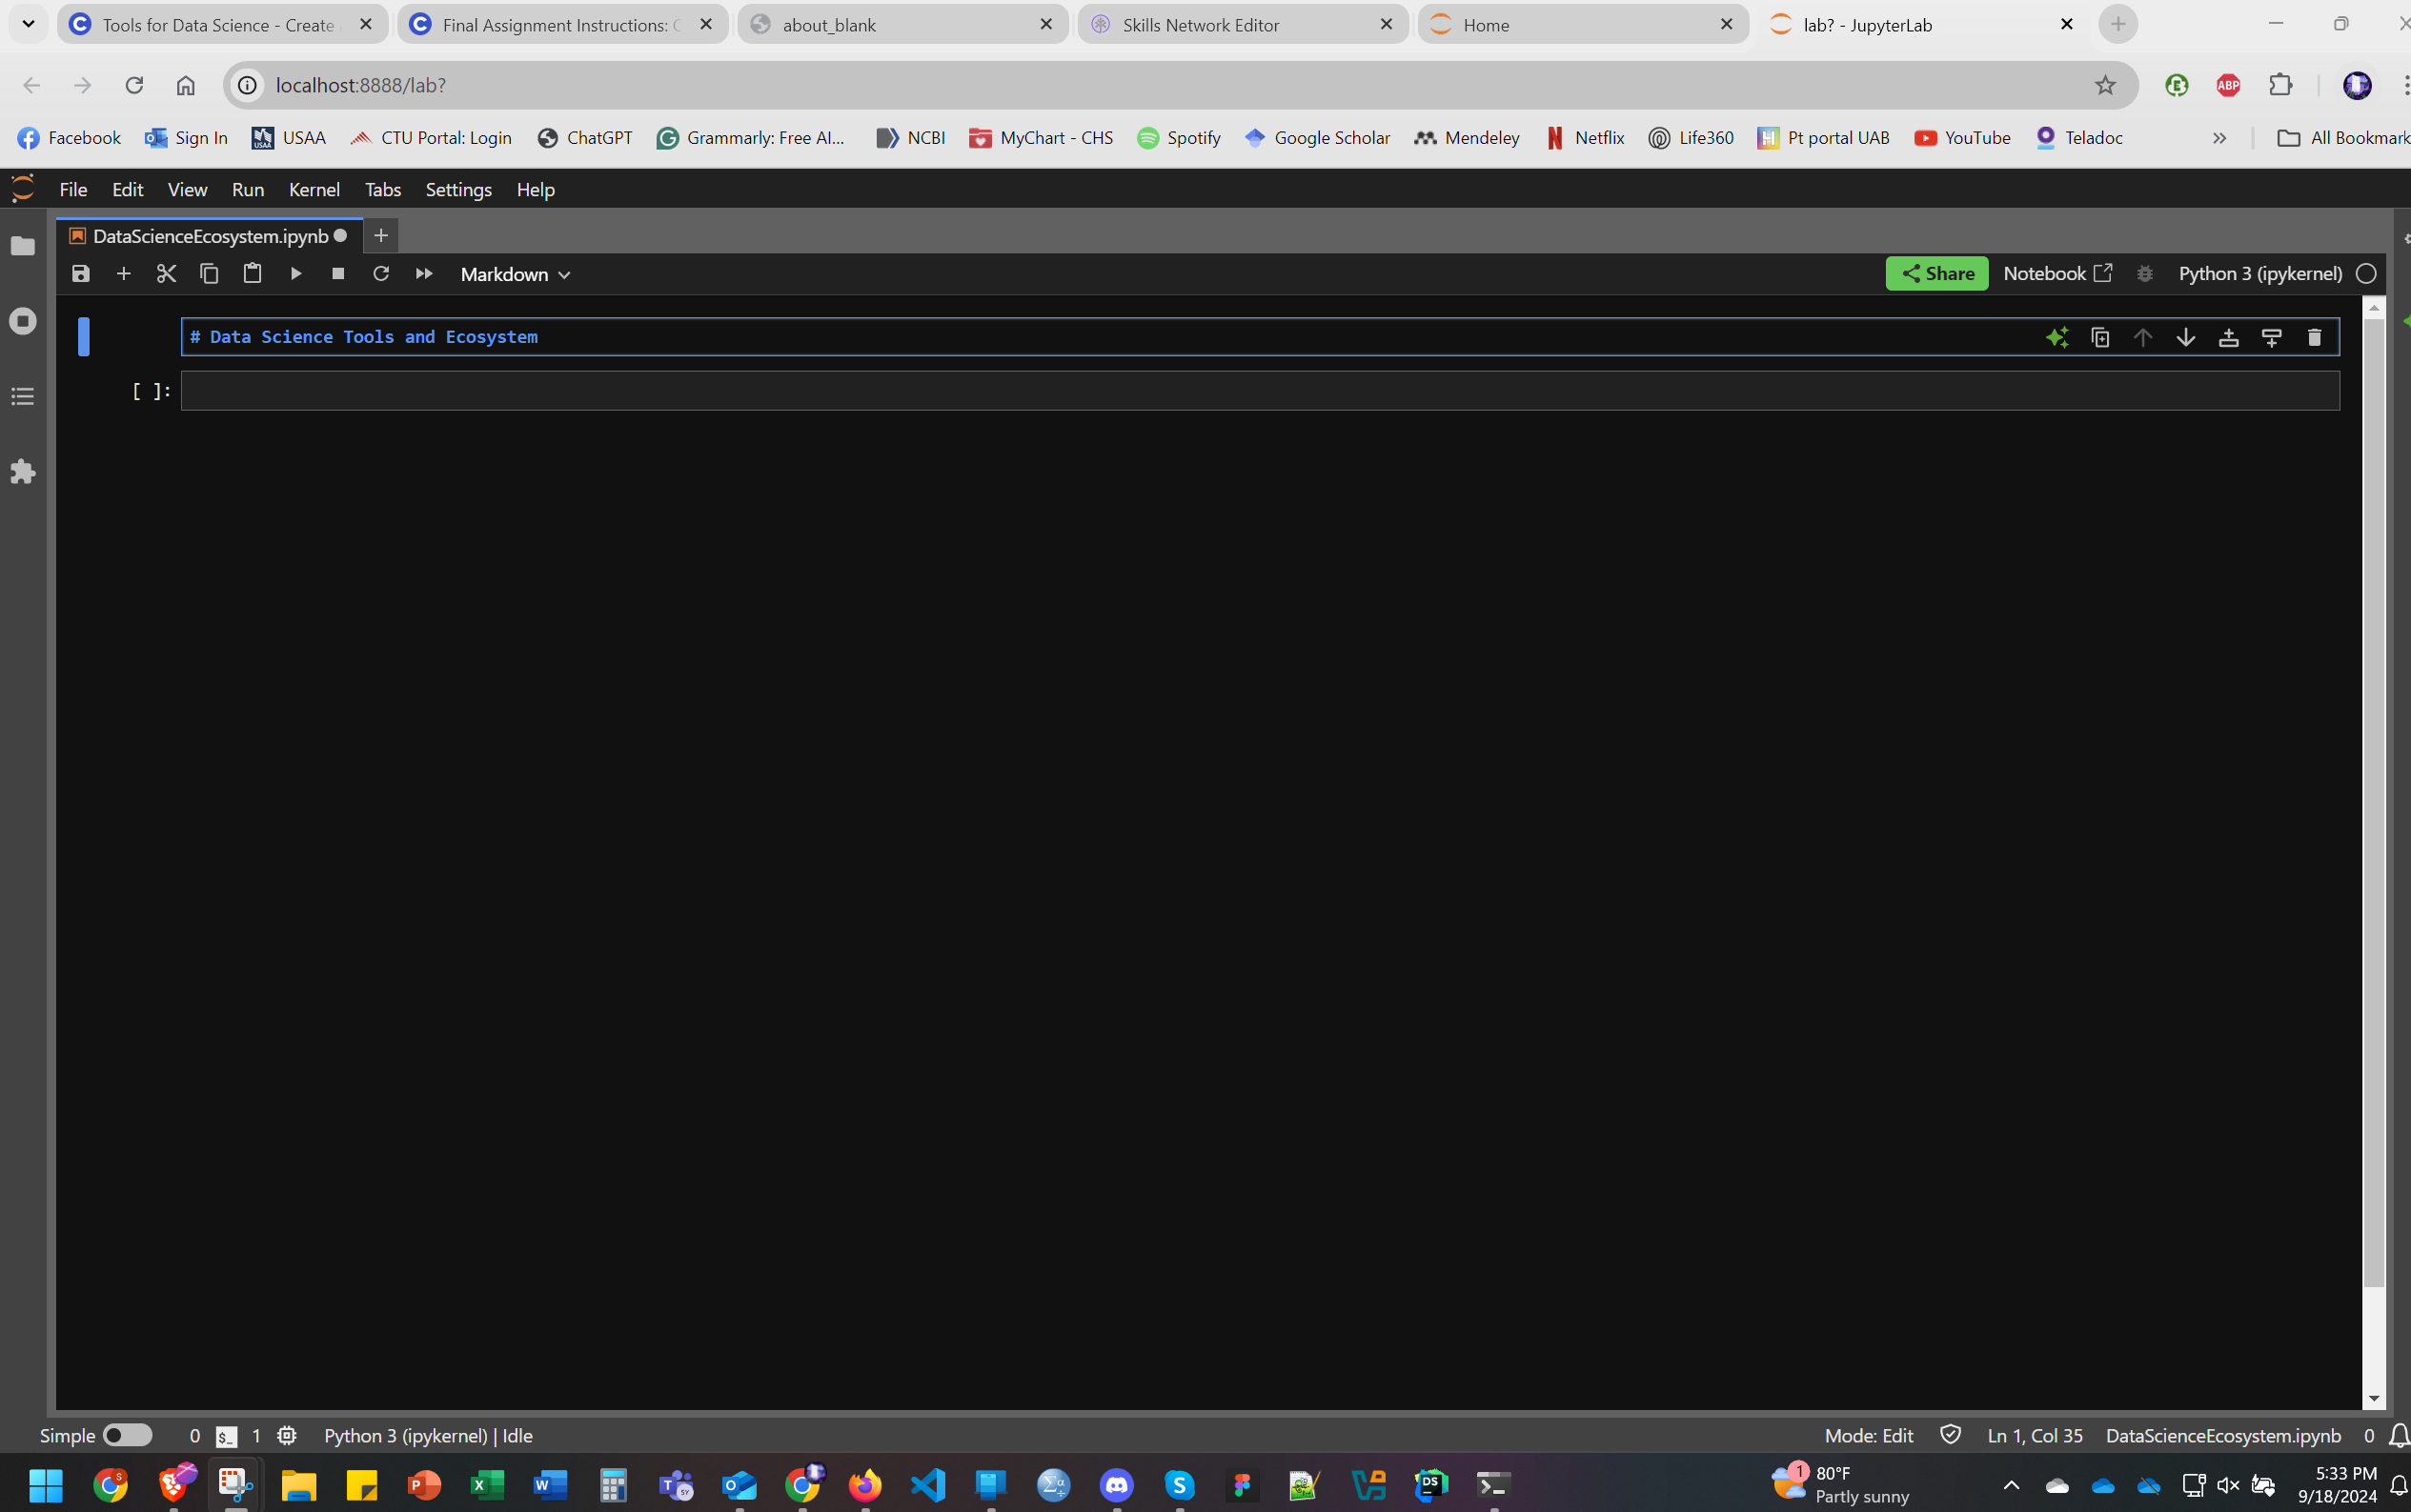 Tools for Data Science - Create
Final Assignment Instructions: C
about_blank
Skills Network Editor
Home
lab? - JupyterLab
localhost:8888/lab?
ABP
Facebook
Sign In
USAA
CTU Portal: Login
ChatGPT
Grammarly: Free AI...
NCBI
MyChart - CHS
Spotify
Google Scholar
Mendeley
Netflix
Life360
Pt portal UAB
YouTube
Teladoc
All Bookmark
File Edit View Run Kernel Tabs Settings Help
DataScienceEcosystem.ipynb
Markdown
Share
Notebook
Python 3 (ipykernel)
# Data Science Tools and Ecosystem
[ ]:
Simple
0
$_
1
Python 3 (ipykernel) | Idle
Mode: Edit
Ln 1, Col 35
DataScienceEcosystem.ipynb
0
1
80°F
Partly sunny
5:33 PM
9/18/2024